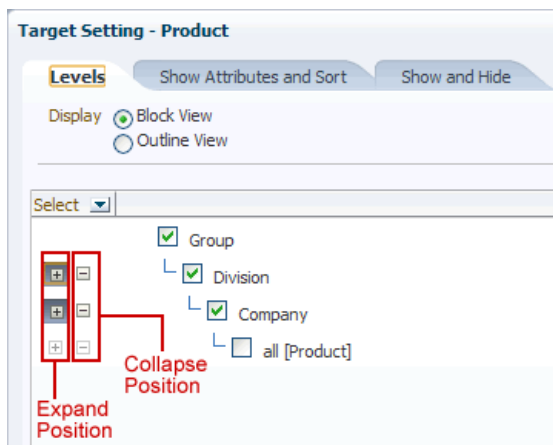 Target Setting - Product
Levels Show Attributes and Sort Show and Hide
Display Block View
Outline View
Select
Group
Division
Company
all [Product]
Collapse
Position
Expand
Position